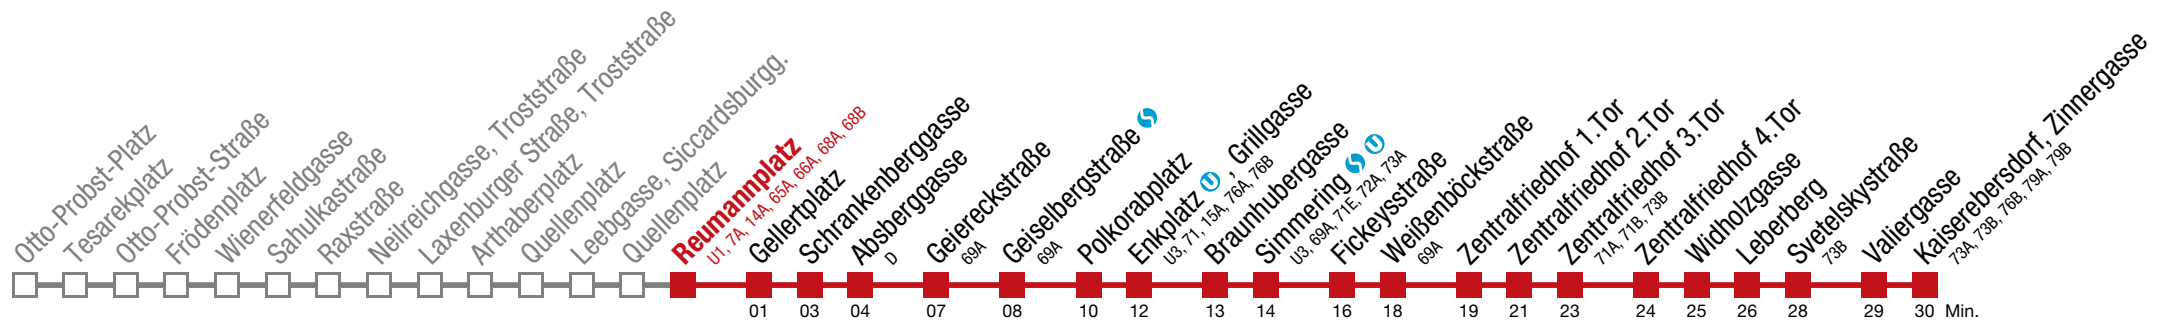 Otto-Probst-Platz
Tesarekplatz
Otto-Probst-Straße
Frödenplatz
Wienerfeldgasse
Sahulkastraße
Raxstraße
Neilreichgasse, Troststraße
Laxenburger Straße, Troststraße
Arthaberplatz
Quellenplatz
Leebgasse, Siccardsburgg.
Quellenplatz
Reumannplatz
U1, 7A, 14A, 65A, 66A, 68A, 68B
Gellertplatz
Schrankenberggasse
Absberggasse
D
Geiereckstraße
69A
Geiselbergstraße S
69A
Polkorabplatz
Enkplatz U, Grillgasse
U3, 71, 15A, 76A, 76B
Braunhubergasse
Simmering S U
U3, 69A, 71E, 72A, 73A
Fickeysstraße
Weißenböckstraße
69A
Zentralfriedhof 1.Tor
Zentralfriedhof 2.Tor
Zentralfriedhof 3.Tor
71A, 71B, 73B
Zentralfriedhof 4.Tor
Widholzgasse
Leberberg
Svetelskystraße
73B
Valiergasse
Kaiserebersdorf, Zinnergasse
73A, 73B, 76B, 79A, 79B
01 03 04 07 08 10 12 13 14 16 18 19 21 23 24 25 26 28 29 30 Min.